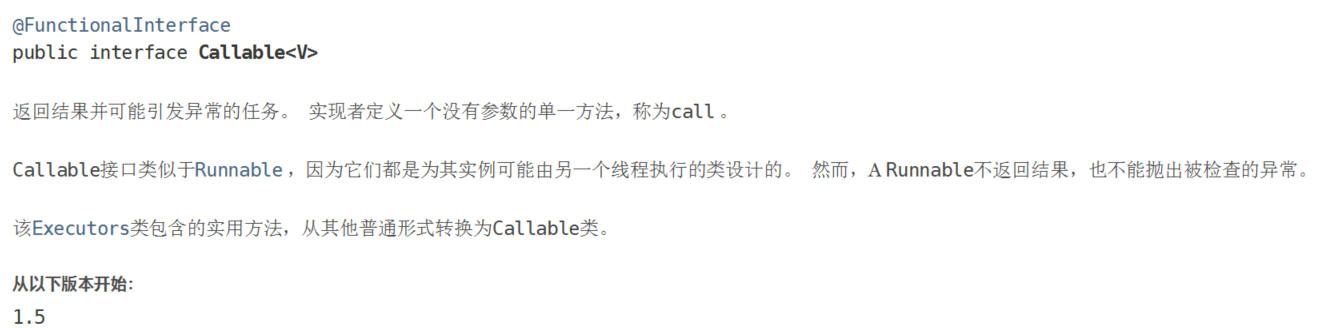 @FunctionalInterface
public interface Callable<V>
返回结果并可能引发异常的任务。 实现者定义一个没有参数的单一方法，称为call 。
Callable接口类似于Runnable ，因为它们都是为其实例可能由另一个线程执行的类设计的。 然而，A Runnable不返回结果，也不能抛出被检查的异常。
该Executors类包含的实用方法，从其他普通形式转换为Callable类。
从以下版本开始：
1.5